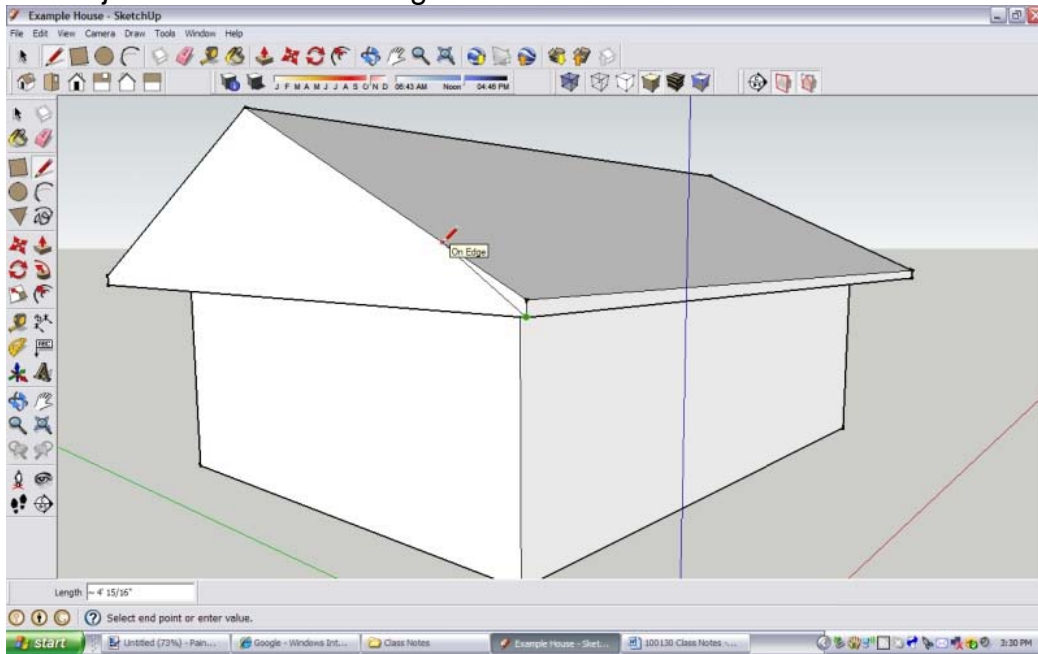 Example House - SketchUp
File Edit View Camera Draw Tools Window Help
J F M A M J J A S O N D 06:43 AM Noon 04:46 PM
On Edge
Length ~ 4' 15/16"
Select end point or enter value.
start Untitled (73%) - Pain... Google - Windows Int... Class Notes Example House - Sket... 100130 Class Notes -... 3:30 PM